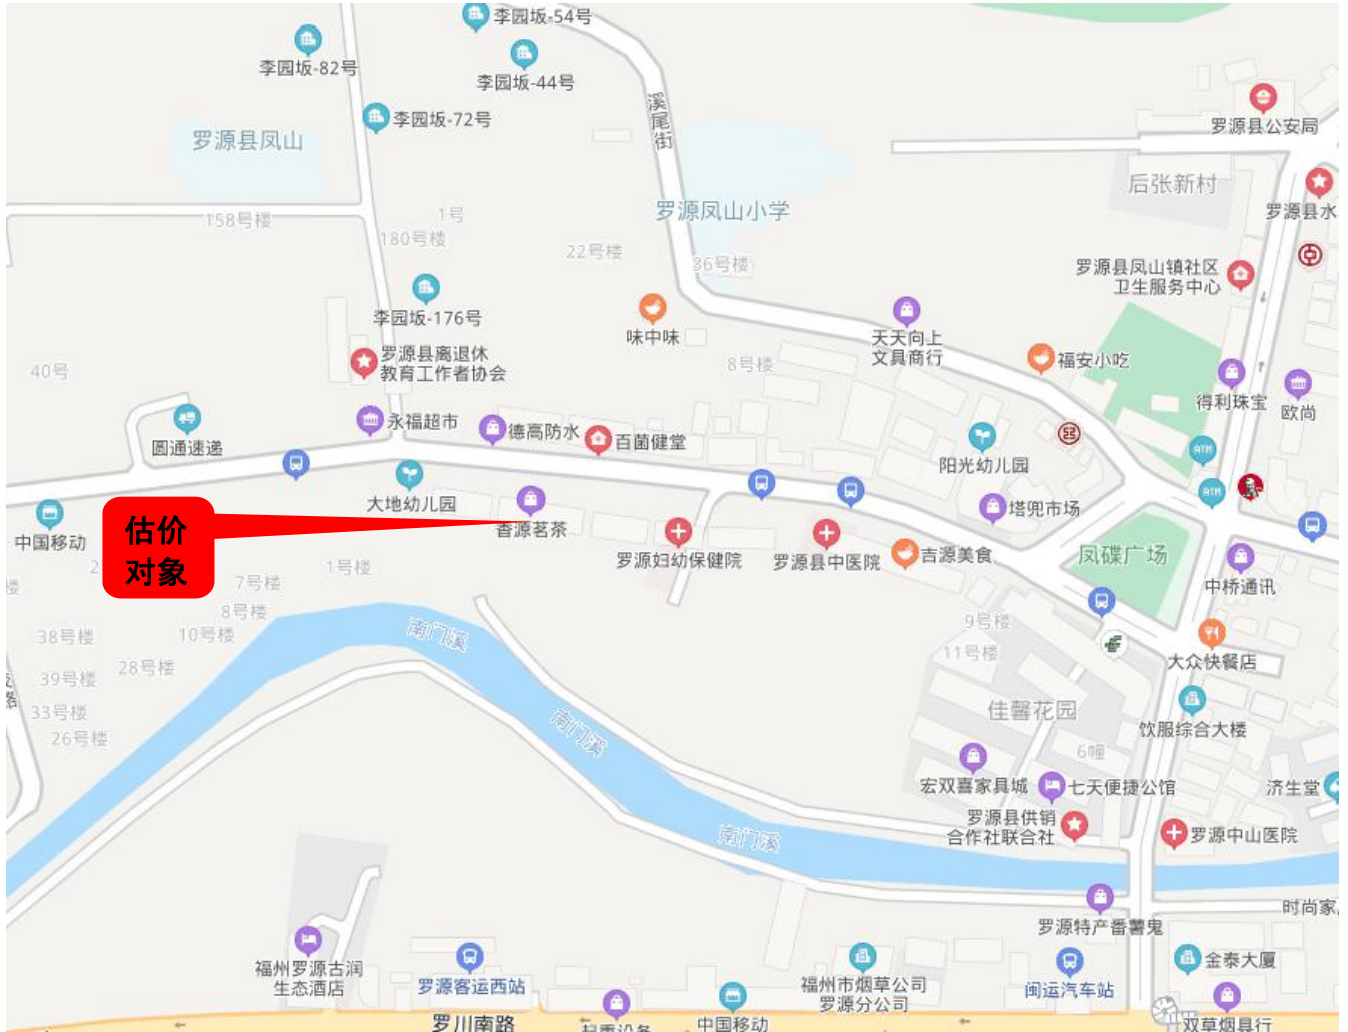 李园坂-54号
李园坂-82号
李园坂-44号
李园坂-72号
罗源县公安局
溪尾街
罗源县凤山
后张新村
罗源县水
罗源凤山小学
158号楼
1号
180号楼
22号楼
36号楼
罗源县凤山镇社区
卫生服务中心
李园坂-176号
味中味
天天向上
文具商行
福安小吃
8号楼
罗源县离退休
教育工作者协会
40号
得利珠宝
欧尚
永福超市
德高防水
百茵健堂
圆通速递
阳光幼儿园
ATM
ATM
大地幼儿园
香源茗茶
塔兜市场
中国移动
估价
对象
罗源妇幼保健院
罗源县中医院
吉源美食
凤碟广场
中桥通讯
1号楼
7号楼
8号楼
10号楼
38号楼
28号楼
39号楼
33号楼
26号楼
南门溪
9号楼
11号楼
大众快餐店
佳馨花园
饮服综合大楼
南门溪
6幢
宏双喜家具城
七天便捷公馆
济生堂
罗源县供销
合作社联合社
罗源中山医院
南门溪
时尚家
罗源特产番薯鬼
金泰大厦
福州罗源古润
生态酒店
罗源客运西站
福州市烟草公司
罗源分公司
闽运汽车站
罗川南路
中国移动
双草烟县行